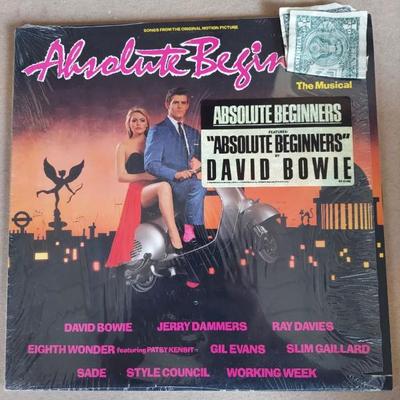 SONGS FROM THE ORIGINAL MOTION PICTURE
Absolute Begin
The Musical
ABSOLUTE BEGINNERS
FEATURES:
"ABSOLUTE BEGINNERS"
BY
DAVID BOWIE
DAVID BOWIE JERRY DAMMERS RAY DAVIES
EIGHTH WONDER featuring PATSY KENSIT GIL EVANS SLIM GAILLARD
SADE STYLE COUNCIL WORKING WEEK